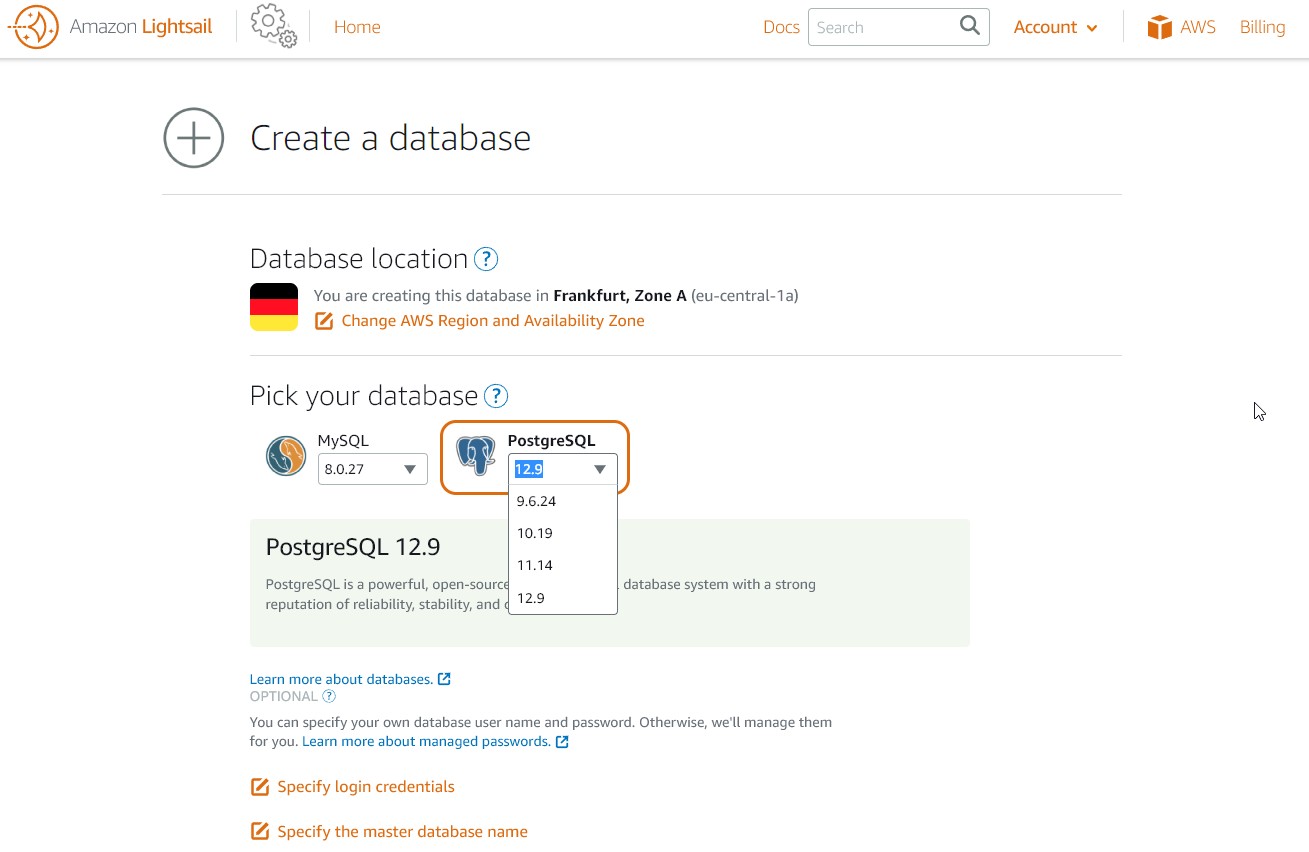 Amazon Lightsail
Home
Docs
Search
Account
AWS
Billing
Create a database
Database location ?
You are creating this database in Frankfurt, Zone A (eu-central-1a)
Change AWS Region and Availability Zone
Pick your database ?
MySQL
8.0.27
PostgreSQL
12.9
9.6.24
10.19
11.14
12.9
PostgreSQL 12.9
PostgreSQL is a powerful, open-source database system with a strong
reputation of reliability, stability, and
Learn more about databases.
OPTIONAL ?
You can specify your own database user name and password. Otherwise, we'll manage them
for you. Learn more about managed passwords.
Specify login credentials
Specify the master database name